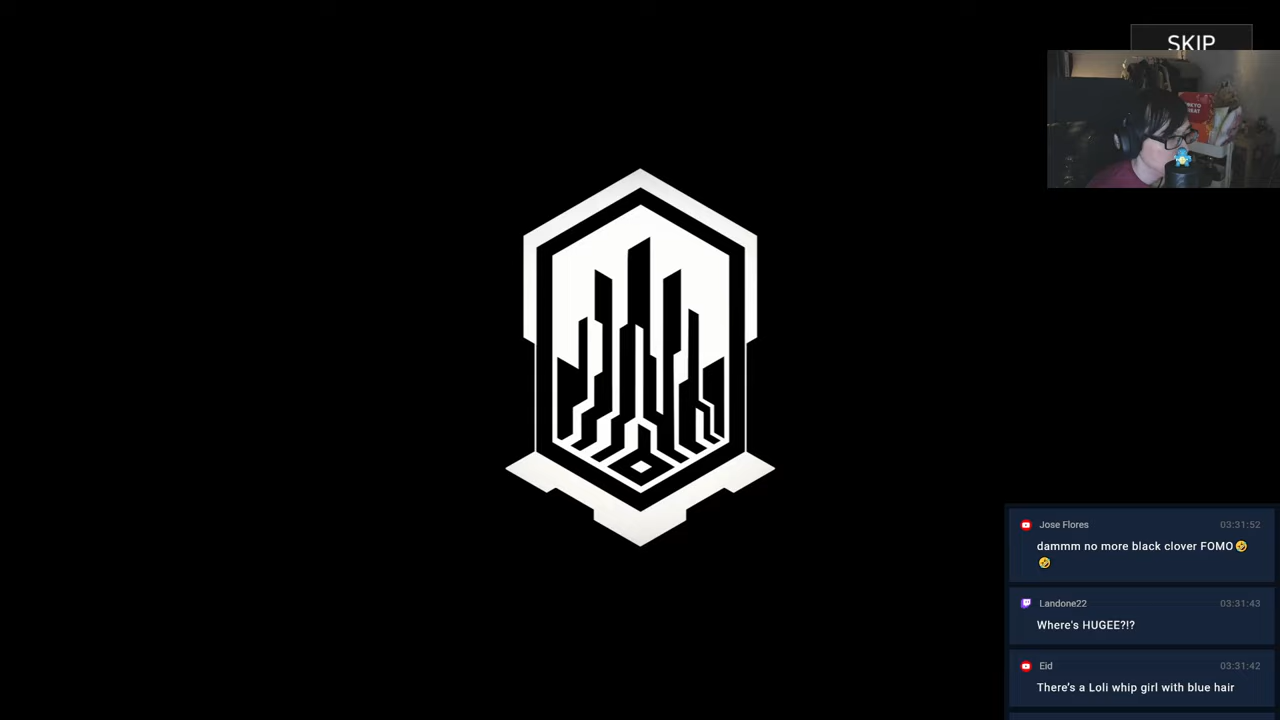 SKIP
Jose Flores
03:31:52
dammm no more black clover FOMO🤣
🤣
Landone22
03:31:43
Where's HUGEE?!?
Eid
03:31:42
There's a Loli whip girl with blue hair